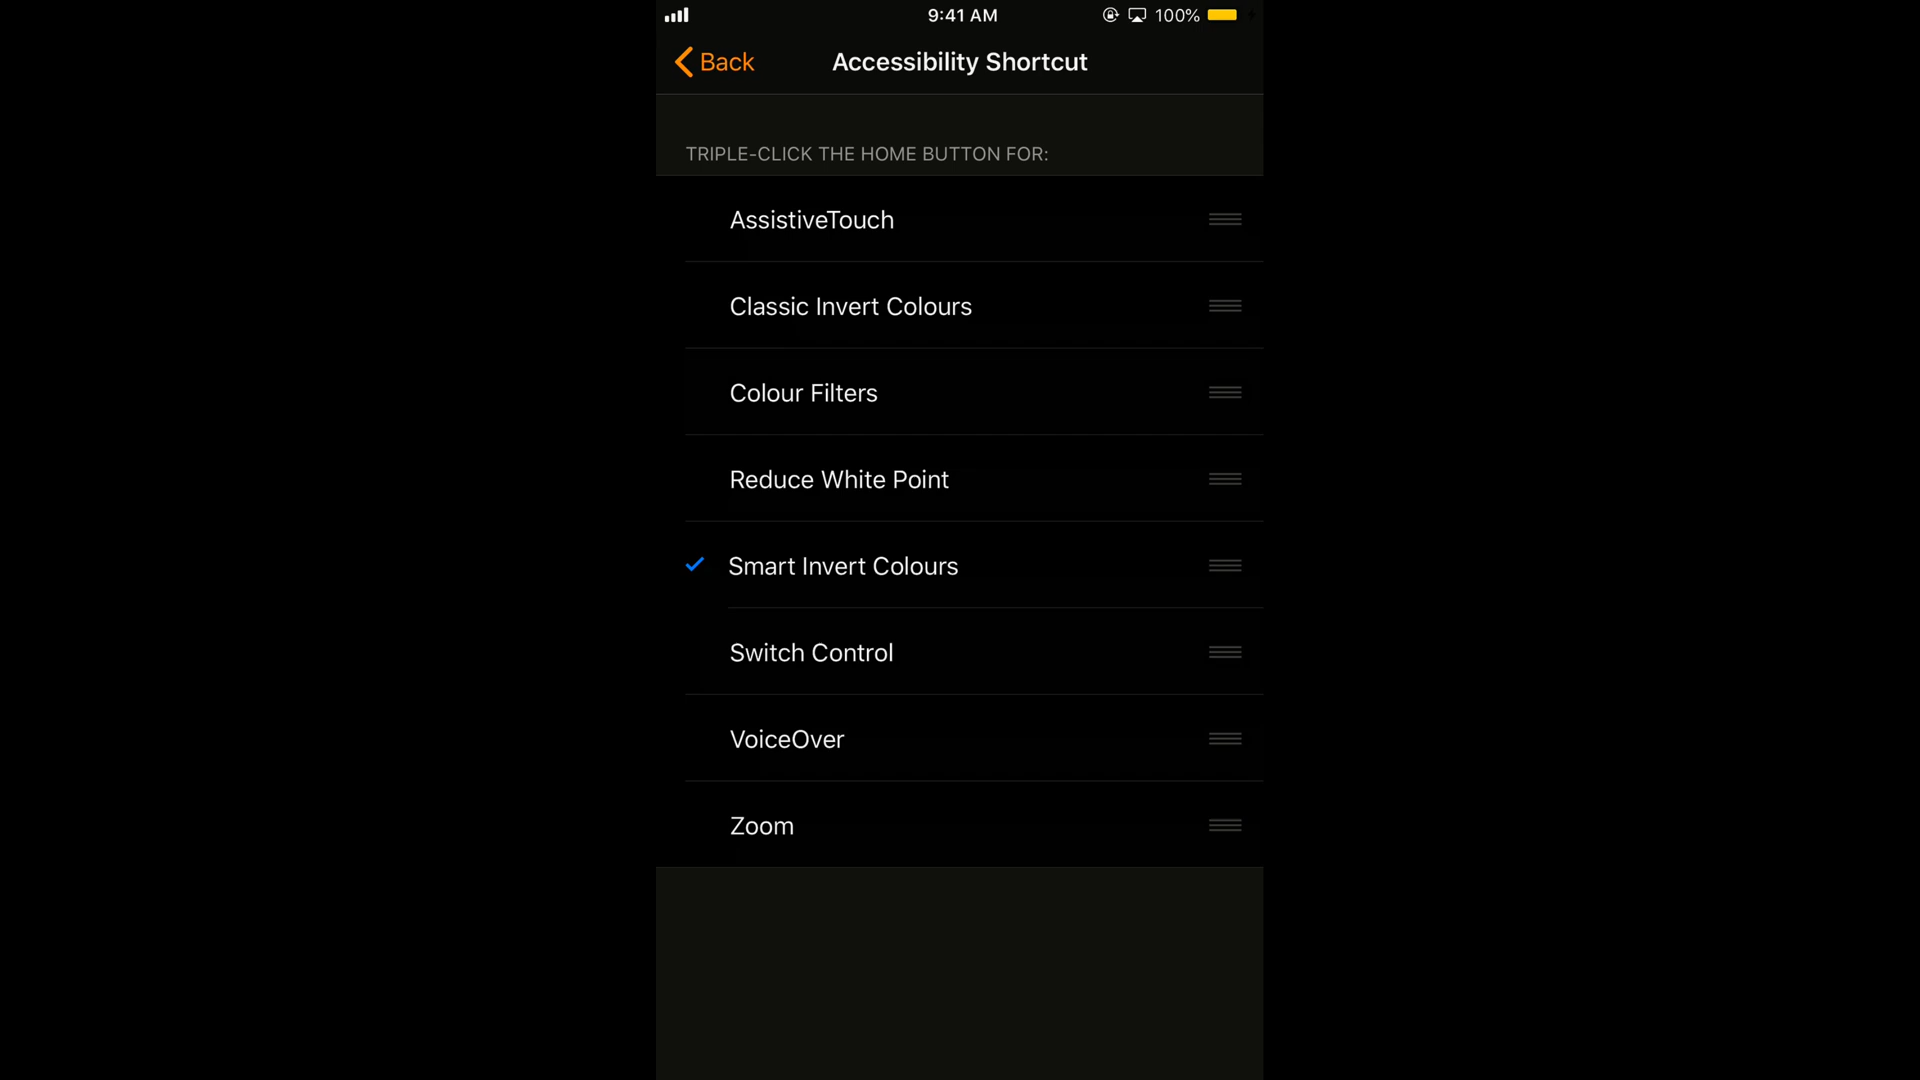 9:41 AM
100%
Back
Accessibility Shortcut
TRIPLE-CLICK THE HOME BUTTON FOR:
AssistiveTouch
Classic Invert Colours
Colour Filters
Reduce White Point
Smart Invert Colours
Switch Control
VoiceOver
Zoom